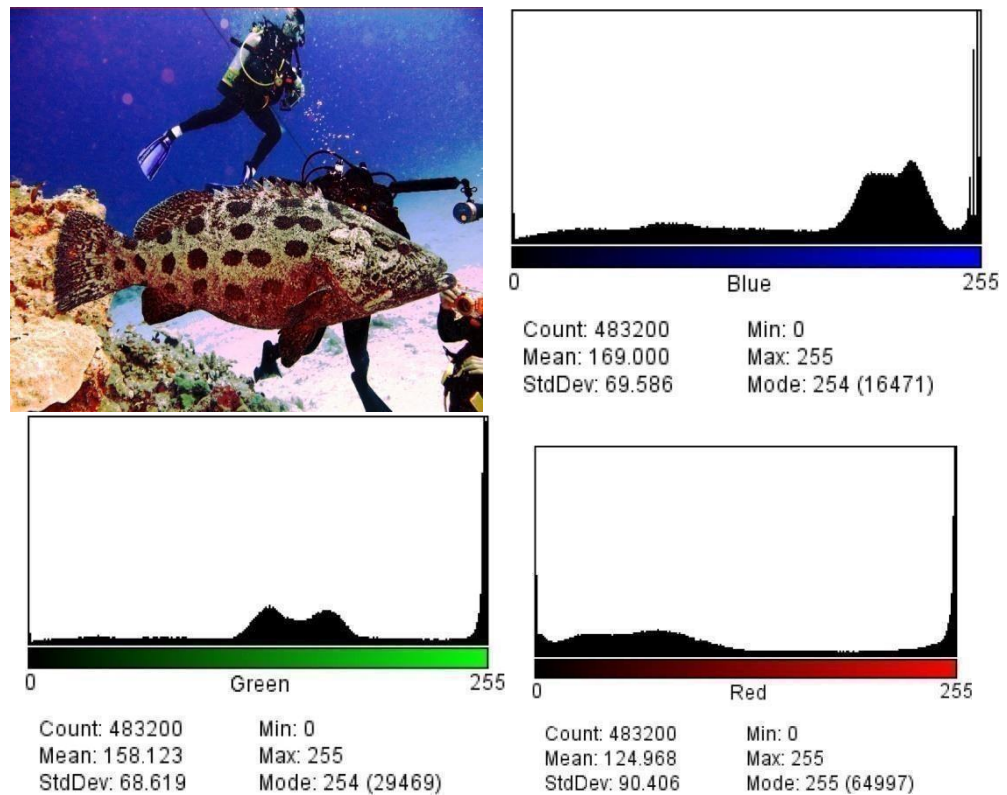 0 Blue 255
Count: 483200 Min: 0
Mean: 169.000 Max: 255
StdDev: 69.586 Mode: 254 (16471)
0 Green 255
Count: 483200 Min: 0
Mean: 158.123 Max: 255
StdDev: 68.619 Mode: 254 (29469)
0 Red 255
Count: 483200 Min: 0
Mean: 124.968 Max: 255
StdDev: 90.406 Mode: 255 (64997)